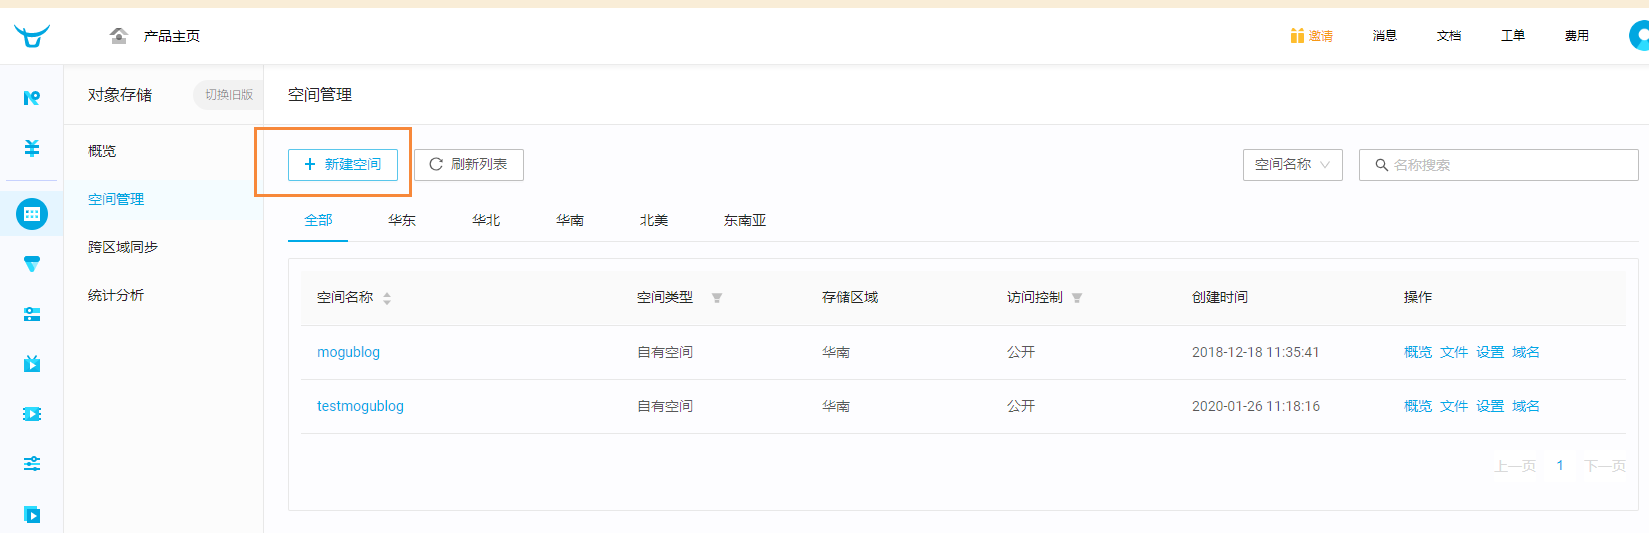 产品主页
邀请 消息 文档 工单 费用
对象存储 切换旧版 空间管理
概览
空间管理
跨区域同步
统计分析
+ 新建空间 刷新列表 空间名称 名称搜索
全部 华东 华北 华南 北美 东南亚
空间名称 空间类型 存储区域 访问控制 创建时间 操作
mogublog 自有空间 华南 公开 2018-12-18 11:35:41 概览 文件 设置 域名
testmogublog 自有空间 华南 公开 2020-01-26 11:18:16 概览 文件 设置 域名
上一页 1 下一页